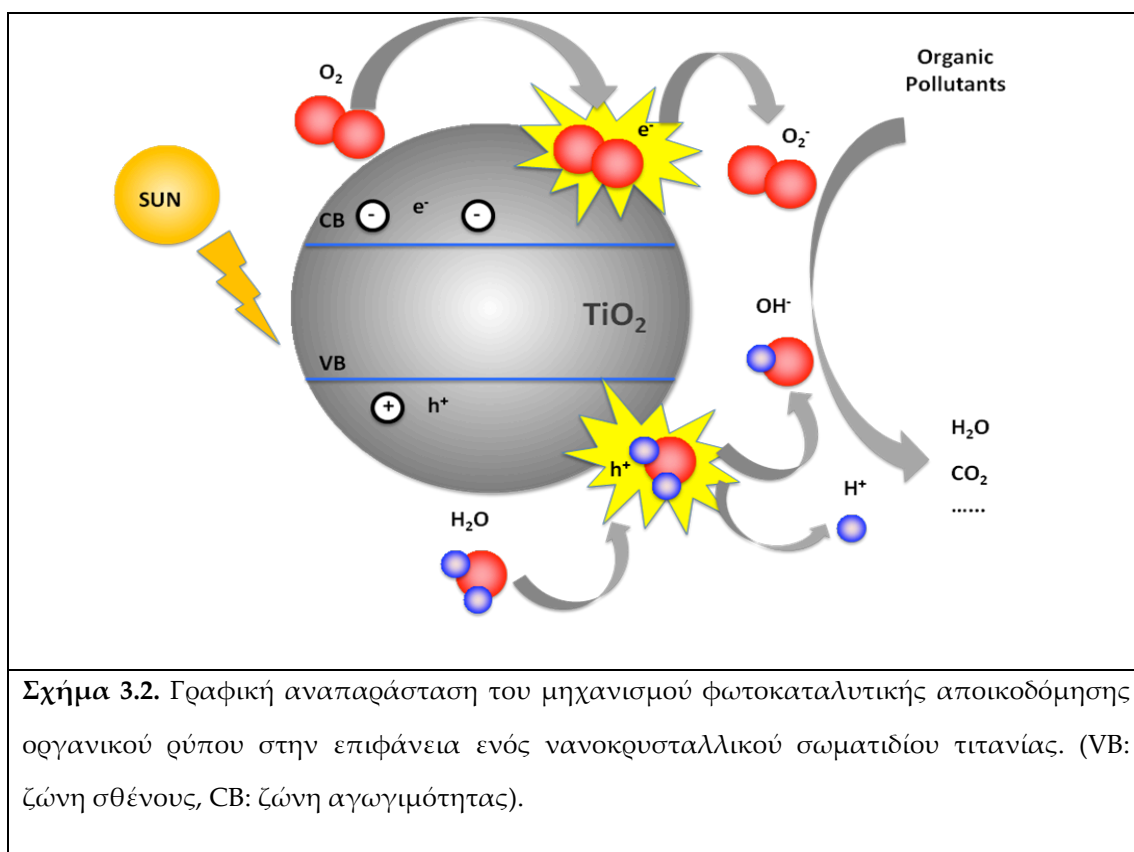 O₂
e⁻
O₂⁻
Organic
Pollutants
SUN
CB
-
e⁻
-
TiO₂
OH⁻
VB
+
h⁺
h⁺
H₂O
H⁺
H₂O
CO₂
......
Σχήμα 3.2. Γραφική αναπαράσταση του μηχανισμού φωτοκαταλυτικής αποικοδόμησης
οργανικού ρύπου στην επιφάνεια ενός νανοκρυσταλλικού σωματιδίου τιτανίας. (VB:
ζώνη σθένους, CB: ζώνη αγωγιμότητας).